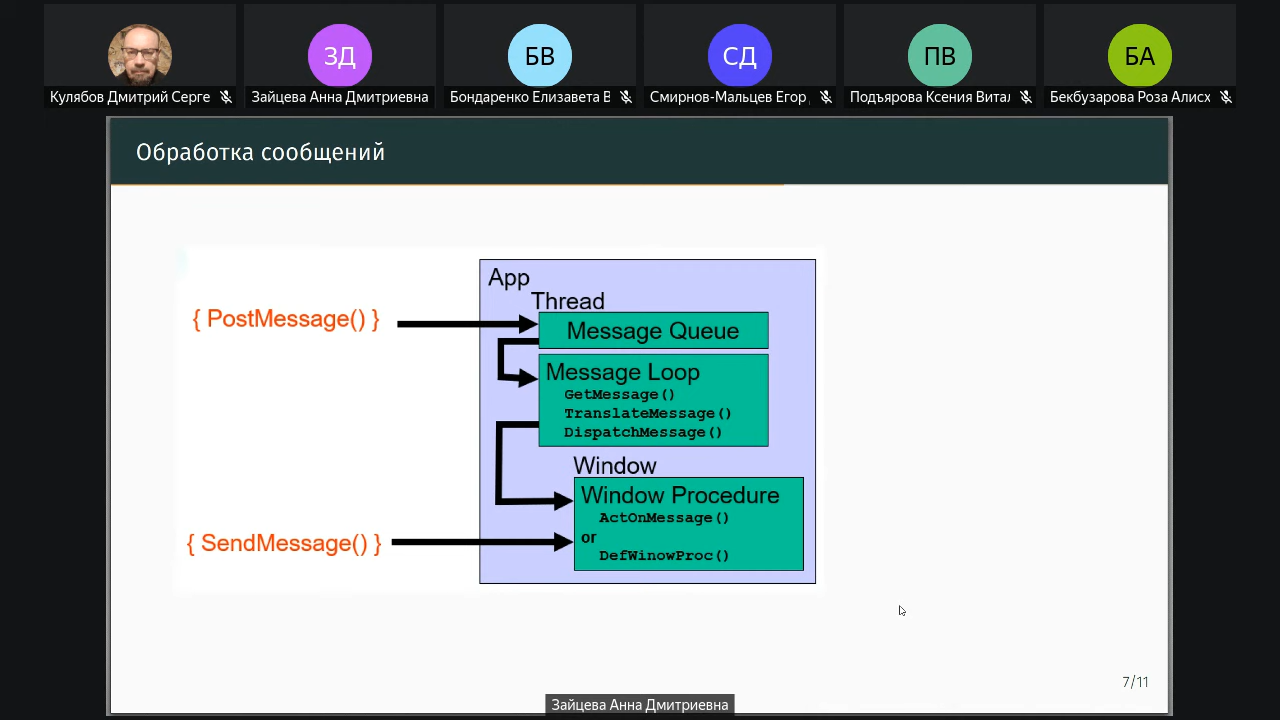 ЗД
БВ
СД
ПВ
БА
Кулябов Дмитрий Серге
Зайцева Анна Дмитриевна
Бондаренко Елизавета В
Смирнов-Мальцев Егор
Подъярова Ксения Витал
Бекбузарова Роза Алисх
Обработка сообщений
App
Thread
{ PostMessage() }
Message Queue
Message Loop
GetMessage()
TranslateMessage()
DispatchMessage()
Window
Window Procedure
ActOnMessage()
or
DefWinowProc()
{ SendMessage() }
7/11
Зайцева Анна Дмитриевна